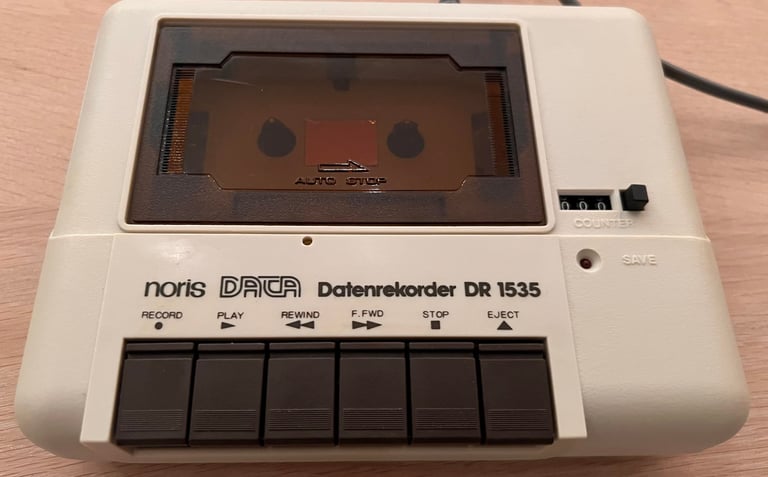 AUTO STOP
000
COUNTER
SAVE
noris DATA Datenrekorder DR 1535
RECORD PLAY REWIND F.FWD STOP EJECT